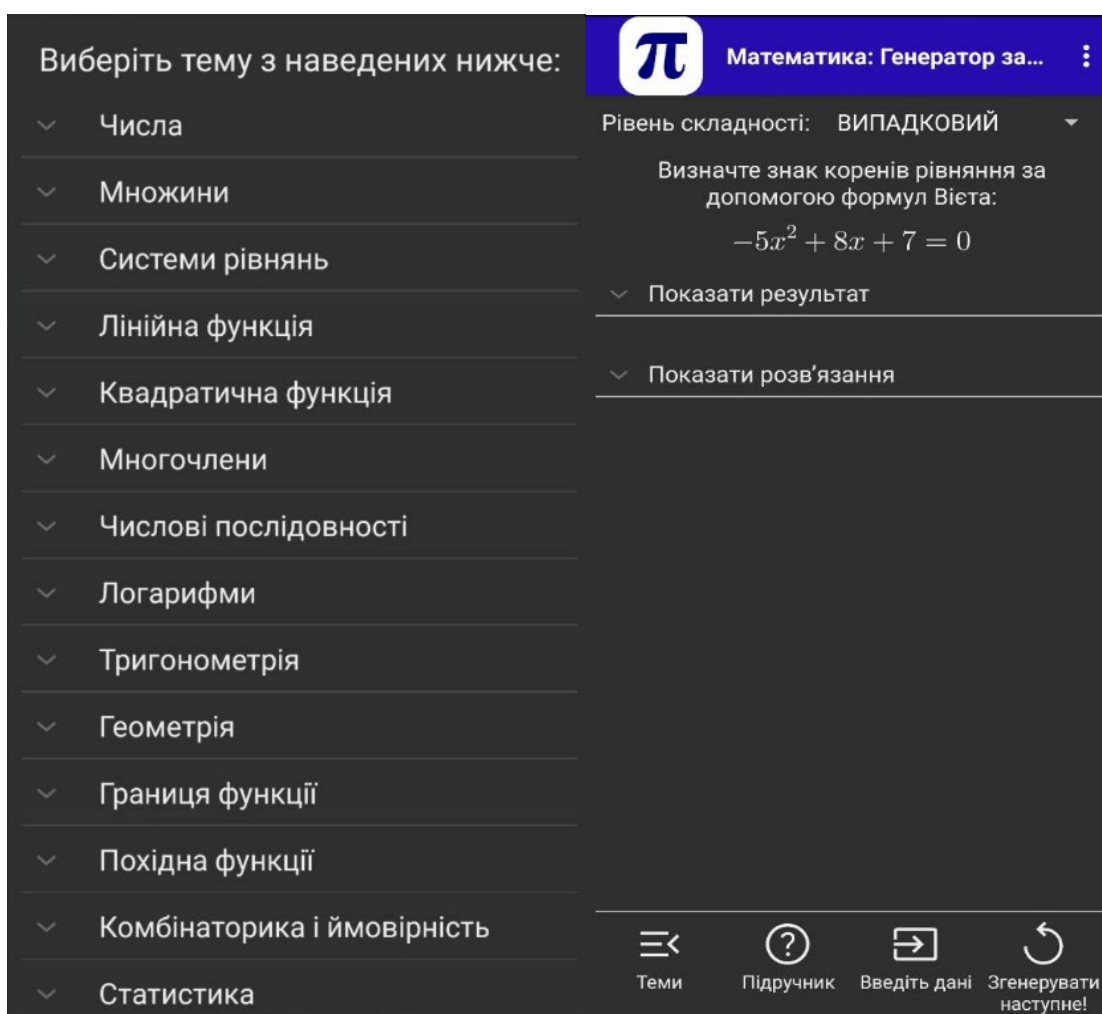 Виберіть тему з наведених нижче:
Числа
Множини
Системи рівнянь
Лінійна функція
Квадратична функція
Многочлени
Числові послідовності
Логарифми
Тригонометрія
Геометрія
Границя функції
Похідна функції
Комбінаторика і ймовірність
Статистика
π
Математика: Генератор за...
Рівень складності: ВИПАДКОВИЙ
Визначте знак коренів рівняння за
допомогою формул Вієта:
−5x² + 8x + 7 = 0
Показати результат
Показати розв'язання
Теми
Підручник
Введіть дані
Згенерувати
наступне!